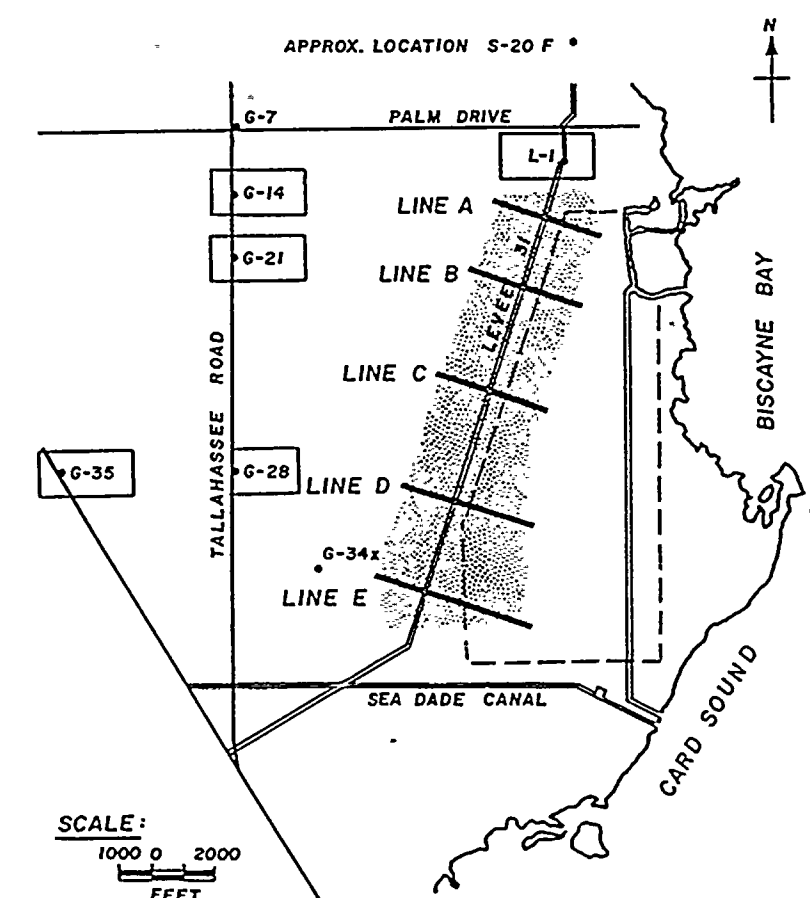 APPROX. LOCATION S-20 F
N
G-7
PALM DRIVE
L-1
G-14
LINE A
G-21
LINE B
LEVEE 31
BISCAYNE BAY
TALLAHASSEE ROAD
LINE C
G-35
G-28
LINE D
G-34x
LINE E
SEA DADE CANAL
CARD SOUND
SCALE:
1000 0 2000
FEET